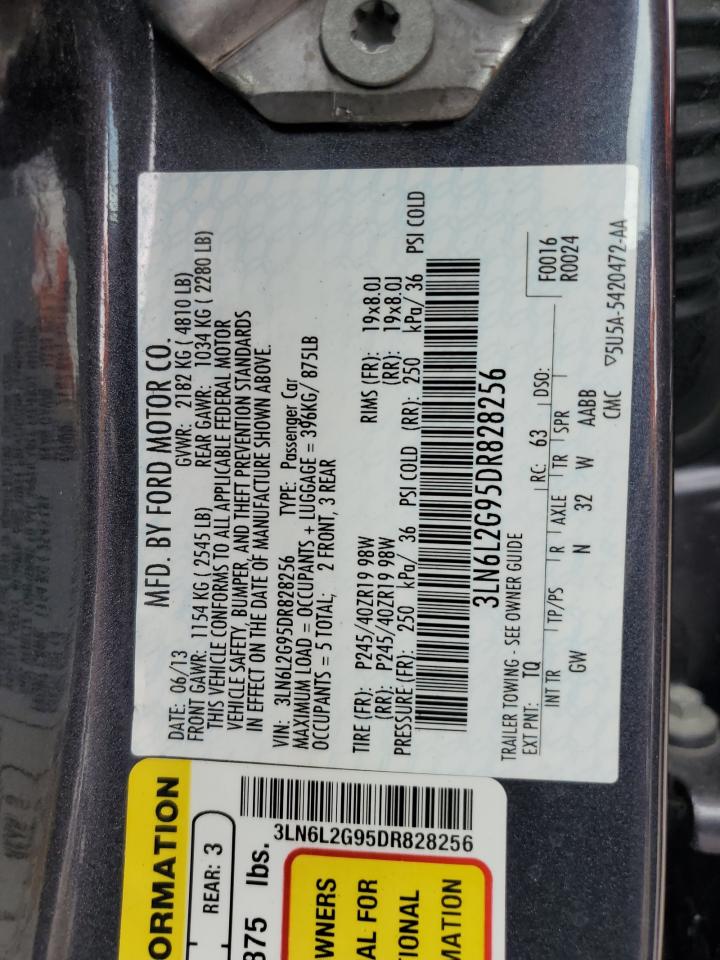 MFD. BY FORD MOTOR CO.
DATE: 06/13 GVWR: 2182 KG ( 4810 LB)
FRONT GAWR: 1154 KG ( 2545 LB) REAR GAWR: 1034 KG ( 2280 LB)
THIS VEHICLE CONFORMS TO ALL APPLICABLE FEDERAL MOTOR
VEHICLE SAFETY, BUMPER, AND THEFT PREVENTION STANDARDS
IN EFFECT ON THE DATE OF MANUFACTURE SHOWN ABOVE.
VIN: 3LN6L2G95DR828256 TYPE: Passenger Car
MAXIMUM LOAD = OCCUPANTS + LUGGAGE = 396KG/ 875LB
OCCUPANTS = 5 TOTAL; 2 FRONT, 3 REAR
TIRE (FR): P245/40ZR19 98W RIMS (FR): 19x8.0J
(RR): P245/40ZR19 98W (RR): 19x8.0J
PRESSURE (FR): 250 kPa/ 36 PSI COLD (RR): 250 kPa/ 36 PSI COLD
3LN6L2G95DR828256
TRAILER TOWING - SEE OWNER GUIDE
EXT PNT: TQ RC: 63 DSO: F0016
R0024
INT TR TP/PS R AXLE TR SPR
GW N 32 W AABB
CMC ▽5U5A-5420472-AA
ORMATION
REAR: 3
875 lbs.
3LN6L2G95DR828256
WNERS
AL FOR
TIONAL
MATION